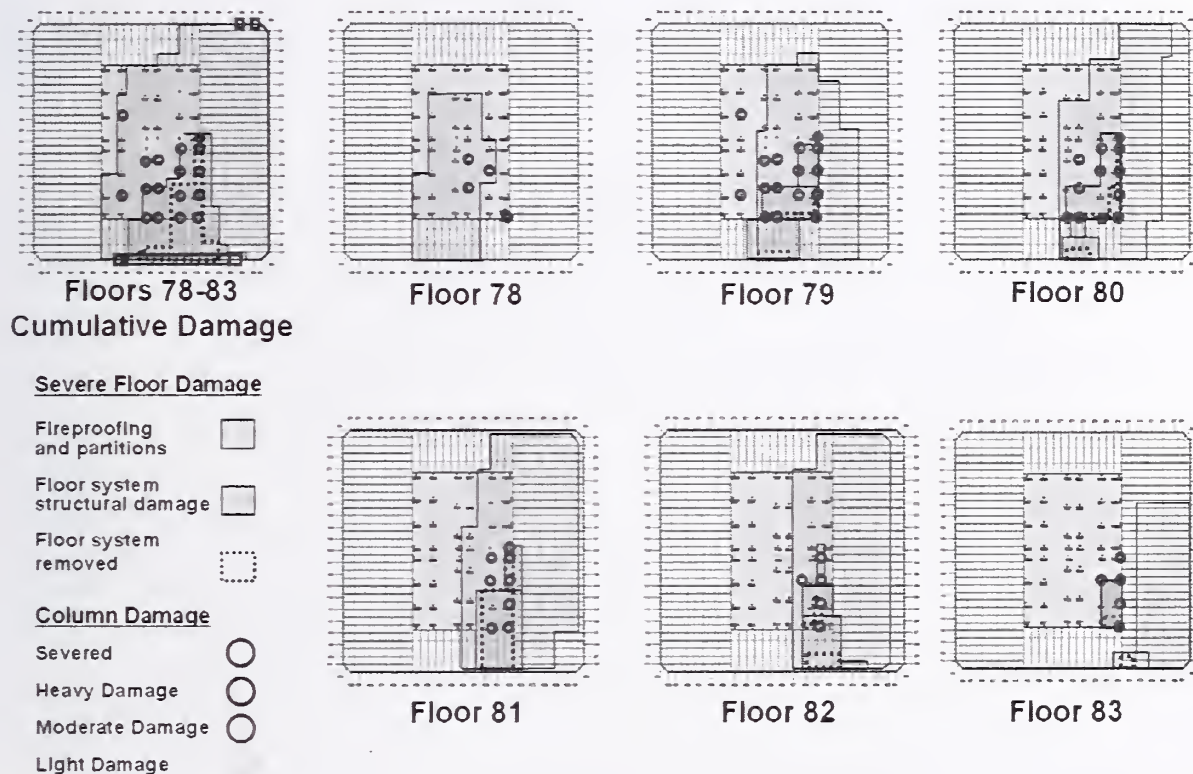 Floors 78-83
Cumulative Damage
Floor 78
Floor 79
Floor 80
Severe Floor Damage
Fireproofing
and partitions
Floor system
structural damage
Floor system
removed
Column Damage
Severed
Heavy Damage
Moderate Damage
Light Damage
Floor 81
Floor 82
Floor 83